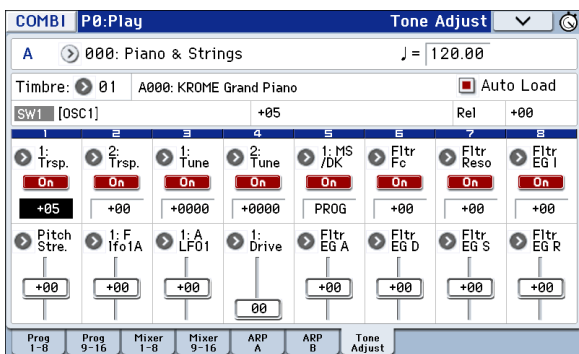 COMBI P0:Play Tone Adjust
A 000: Piano & Strings ♩= 120.00
Timbre: 01 A000: KROME Grand Piano Auto Load
SW1 [OSC1] +05 Rel +00
1 2 3 4 5 6 7 8
1: Trsp. 2: Trsp. 1: Tune 2: Tune 1: MS /DK Fltr Fc Fltr Reso Fltr EG I
On On On On On On On On
+05 +00 +0000 +0000 PROG +00 +00 +00
Pitch Stre. 1: F lfo1A 1: A LFO1 1: Drive Fltr EG A Fltr EG D Fltr EG S Fltr EG R
+00 +00 +00 00 +00 +00 +00 +00
Prog 1-8 Prog 9-16 Mixer 1-8 Mixer 9-16 ARP A ARP B Tone Adjust